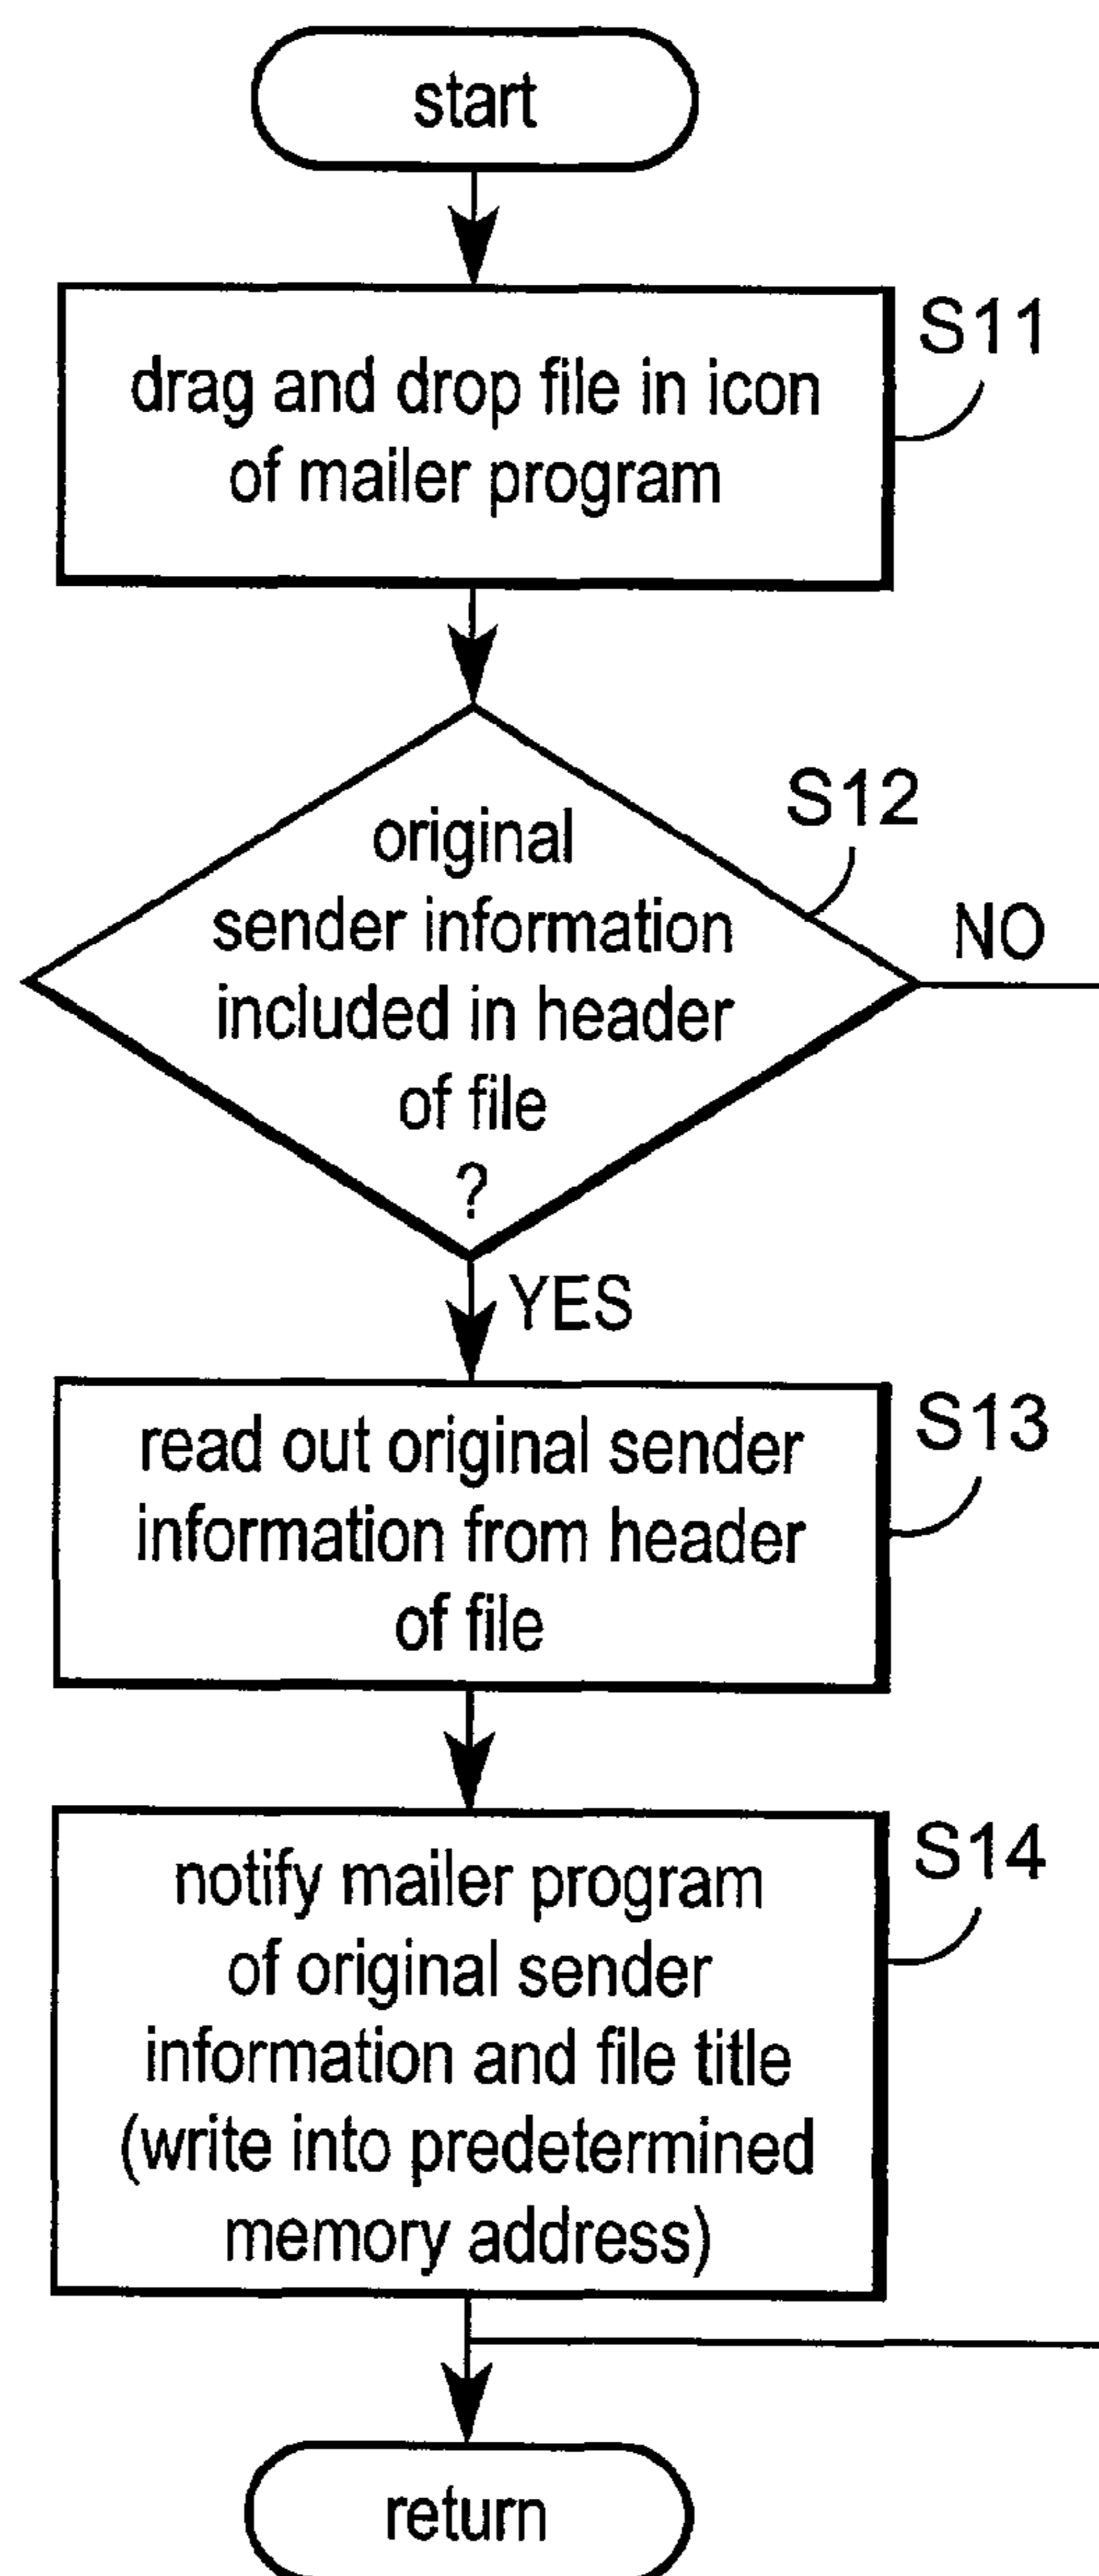 start
S11
drag and drop file in icon
of mailer program
S12
original
sender information
included in header
of file
?
NO
YES
S13
read out original sender
information from header
of file
S14
notify mailer program
of original sender
information and file title
(write into predetermined
memory address)
return